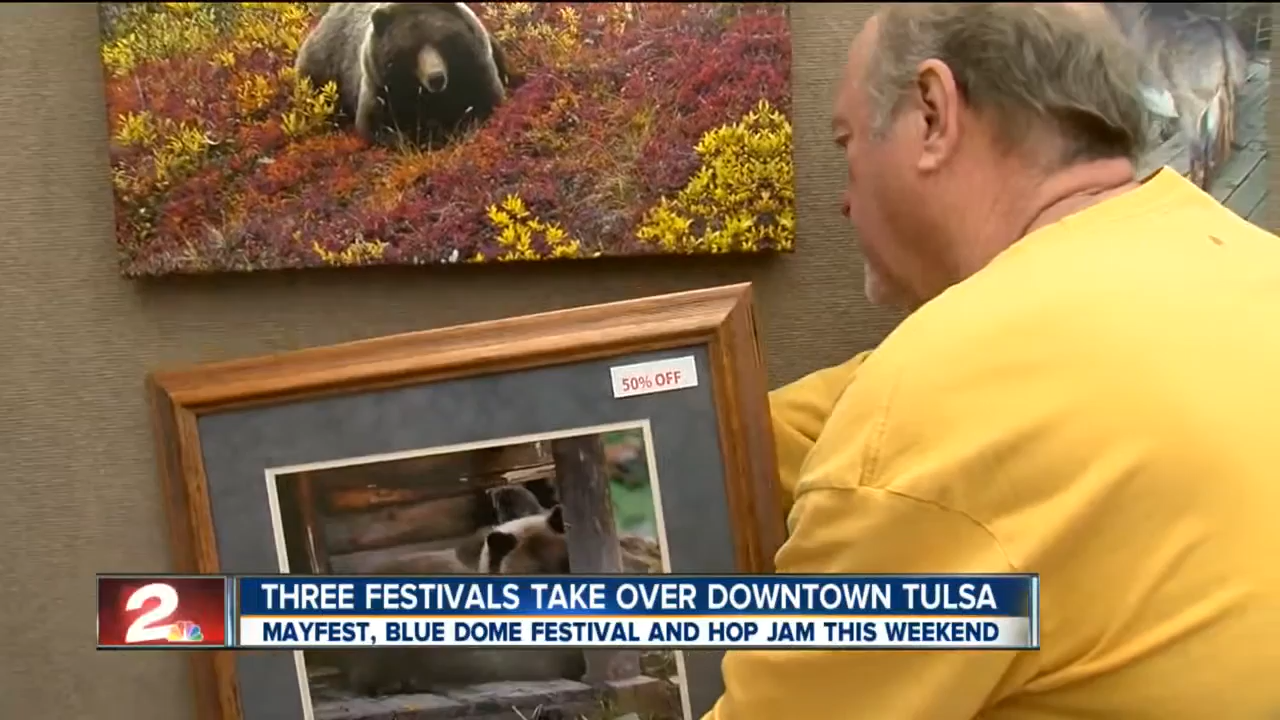 50% OFF
2
THREE FESTIVALS TAKE OVER DOWNTOWN TULSA
MAYFEST, BLUE DOME FESTIVAL AND HOP JAM THIS WEEKEND